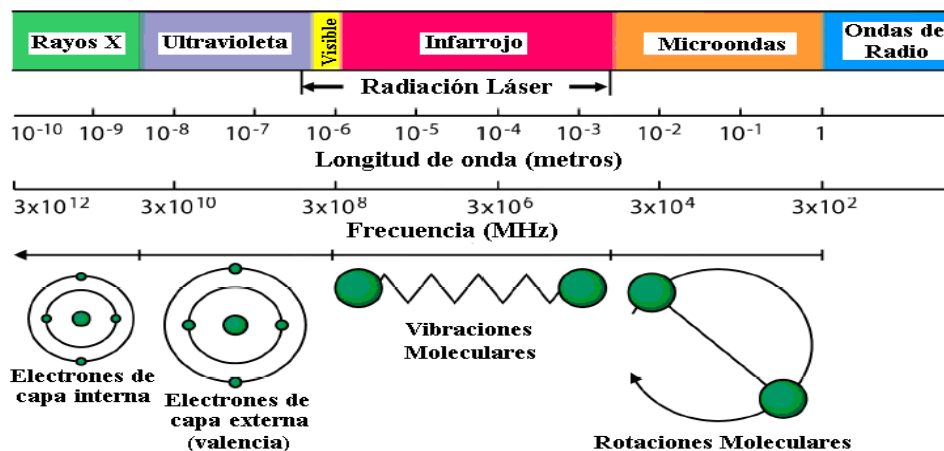 Rayos X Ultravioleta Visible Infarrojo Microondas Ondas de
Radio
Radiación Láser
10⁻¹⁰ 10⁻⁹ 10⁻⁸ 10⁻⁷ 10⁻⁶ 10⁻⁵ 10⁻⁴ 10⁻³ 10⁻² 10⁻¹ 1
Longitud de onda (metros)
3x10¹² 3x10¹⁰ 3x10⁸ 3x10⁶ 3x10⁴ 3x10²
Frecuencia (MHz)
Electrones de
capa interna
Electrones de
capa externa
(valencia)
Vibraciones
Moleculares
Rotaciones Moleculares